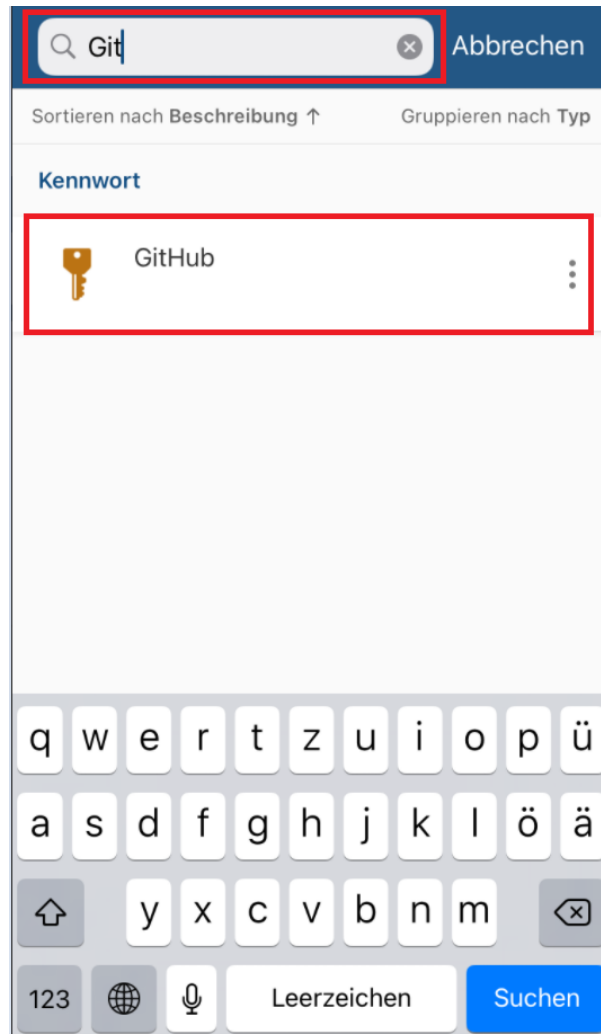 Git Abbrechen
Sortieren nach Beschreibung ↑ Gruppieren nach Typ
Kennwort
GitHub
q w e r t z u i o p ü
a s d f g h j k l ö ä
y x c v b n m
123 Leerzeichen Suchen